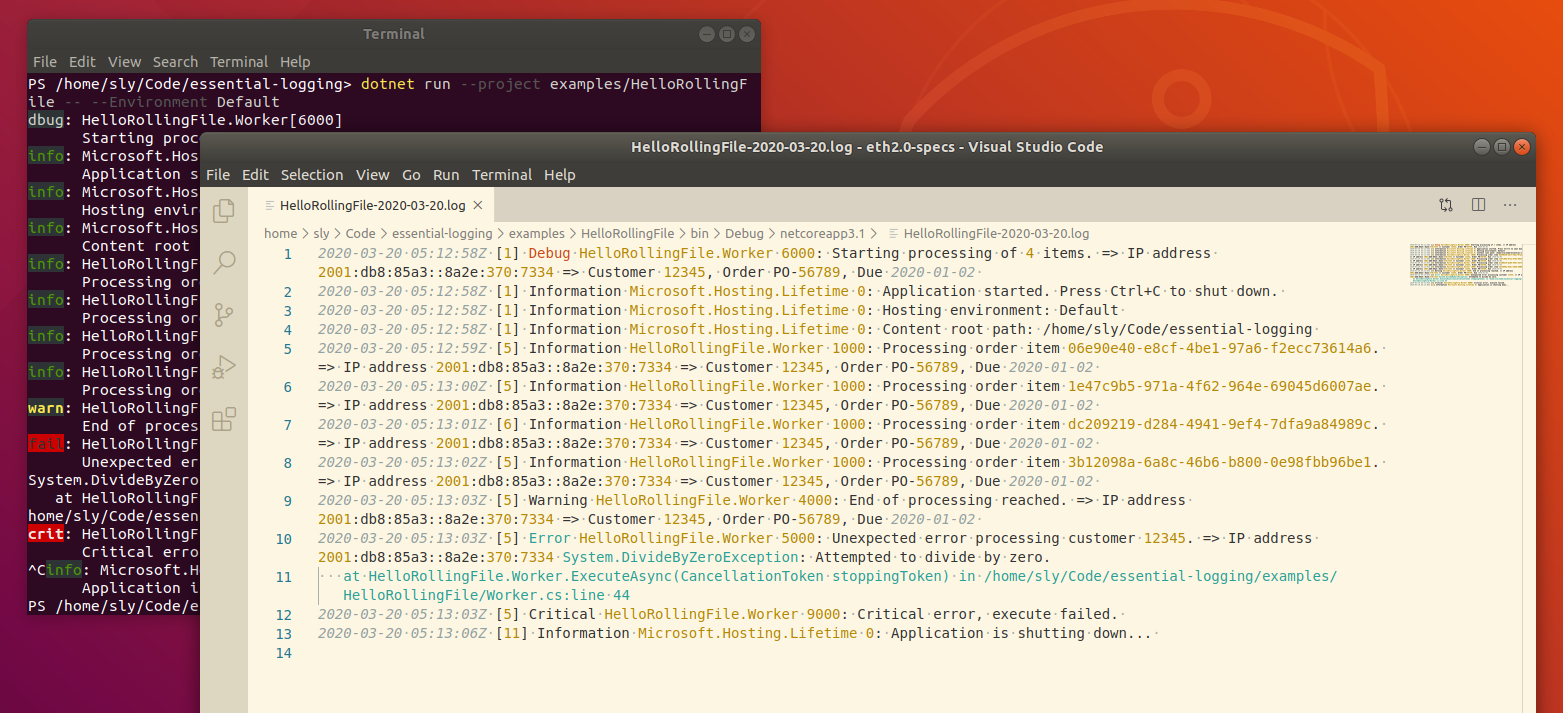 Terminal
File Edit View Search Terminal Help
PS /home/sly/Code/essential-logging> dotnet run --project examples/HelloRollingF
ile -- --Environment Default
dbug: HelloRollingFile.Worker[6000]
Starting proc
info: Microsoft.Hos
Application s
info: Microsoft.Hos
Hosting envir
info: Microsoft.Hos
Content root
info: HelloRollingF
Processing or
info: HelloRollingF
Processing or
info: HelloRollingF
Processing or
info: HelloRollingF
Processing or
warn: HelloRollingF
End of proces
fail: HelloRollingF
Unexpected er
System.DivideByZero
at HelloRollingF
home/sly/Code/essen
crit: HelloRollingF
Critical erro
^Cinfo: Microsoft.H
Application i
PS /home/sly/Code/e
HelloRollingFile-2020-03-20.log - eth2.0-specs - Visual Studio Code
File Edit Selection View Go Run Terminal Help
HelloRollingFile-2020-03-20.log
home > sly > Code > essential-logging > examples > HelloRollingFile > bin > Debug > netcoreapp3.1 > HelloRollingFile-2020-03-20.log
1 2020-03-20 05:12:58Z [1] Debug HelloRollingFile.Worker 6000: Starting processing of 4 items. => IP address
2001:db8:85a3::8a2e:370:7334 => Customer 12345, Order PO-56789, Due 2020-01-02
2 2020-03-20 05:12:58Z [1] Information Microsoft.Hosting.Lifetime 0: Application started. Press Ctrl+C to shut down.
3 2020-03-20 05:12:58Z [1] Information Microsoft.Hosting.Lifetime 0: Hosting environment: Default
4 2020-03-20 05:12:58Z [1] Information Microsoft.Hosting.Lifetime 0: Content root path: /home/sly/Code/essential-logging
5 2020-03-20 05:12:59Z [5] Information HelloRollingFile.Worker 1000: Processing order item 06e90e40-e8cf-4be1-97a6-f2ecc73614a6.
=> IP address 2001:db8:85a3::8a2e:370:7334 => Customer 12345, Order PO-56789, Due 2020-01-02
6 2020-03-20 05:13:00Z [5] Information HelloRollingFile.Worker 1000: Processing order item 1e47c9b5-971a-4f62-964e-69045d6007ae.
=> IP address 2001:db8:85a3::8a2e:370:7334 => Customer 12345, Order PO-56789, Due 2020-01-02
7 2020-03-20 05:13:01Z [6] Information HelloRollingFile.Worker 1000: Processing order item dc209219-d284-4941-9ef4-7dfa9a84989c.
=> IP address 2001:db8:85a3::8a2e:370:7334 => Customer 12345, Order PO-56789, Due 2020-01-02
8 2020-03-20 05:13:02Z [5] Information HelloRollingFile.Worker 1000: Processing order item 3b12098a-6a8c-46b6-b800-0e98fbb96be1.
=> IP address 2001:db8:85a3::8a2e:370:7334 => Customer 12345, Order PO-56789, Due 2020-01-02
9 2020-03-20 05:13:03Z [5] Warning HelloRollingFile.Worker 4000: End of processing reached. => IP address
2001:db8:85a3::8a2e:370:7334 => Customer 12345, Order PO-56789, Due 2020-01-02
10 2020-03-20 05:13:03Z [5] Error HelloRollingFile.Worker 5000: Unexpected error processing customer 12345. => IP address
2001:db8:85a3::8a2e:370:7334 System.DivideByZeroException: Attempted to divide by zero.
11 at HelloRollingFile.Worker.ExecuteAsync(CancellationToken stoppingToken) in /home/sly/Code/essential-logging/examples/
HelloRollingFile/Worker.cs:line 44
12 2020-03-20 05:13:03Z [5] Critical HelloRollingFile.Worker 9000: Critical error, execute failed.
13 2020-03-20 05:13:06Z [11] Information Microsoft.Hosting.Lifetime 0: Application is shutting down...
14